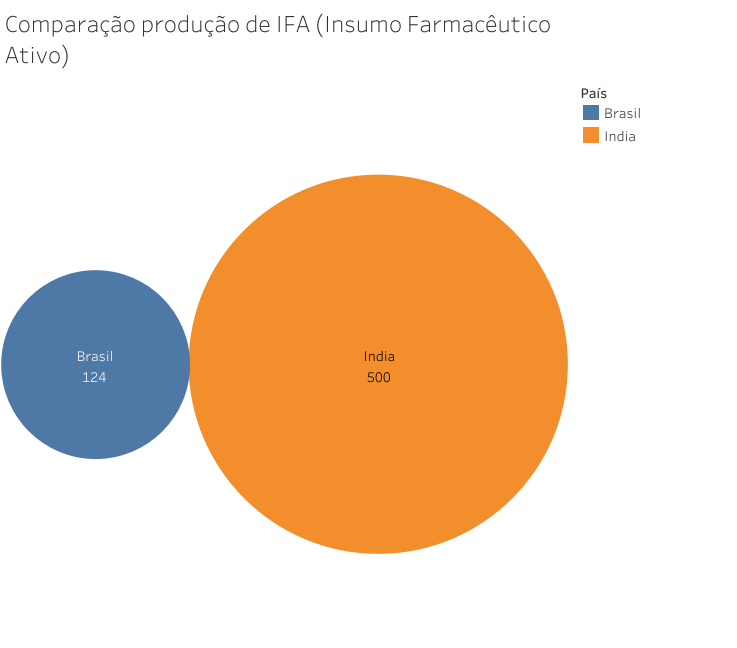 Comparação produção de IFA (Insumo Farmacêutico
Ativo)
País
Brasil
India
Brasil
124
India
500